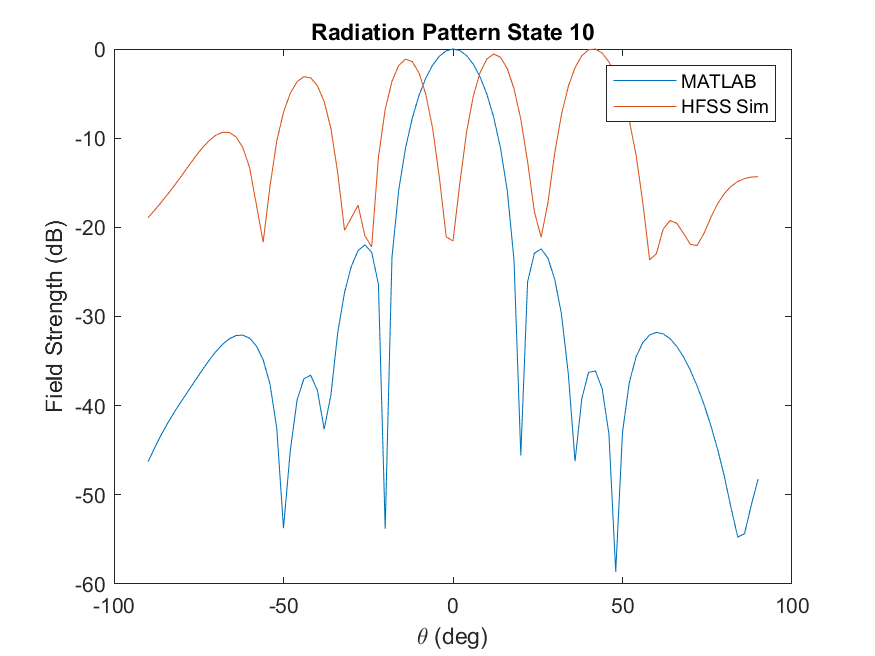 Radiation Pattern State 10
MATLAB
HFSS Sim
Field Strength (dB)
0
-10
-20
-30
-40
-50
-60
-100
-50
0
50
100
θ (deg)